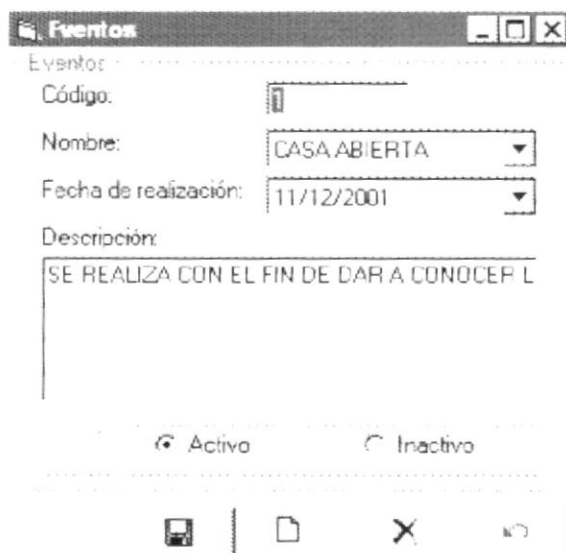 Eventos
Eventos
Código:
1
Nombre:
CASA ABIERTA
Fecha de realización:
11/12/2001
Descripción:
SE REALIZA CON EL FIN DE DAR A CONOCER L
Activo
Inactivo